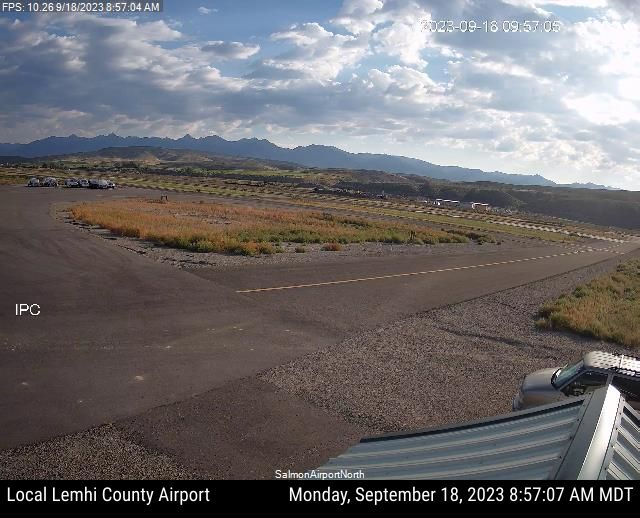 FPS: 10.26 9/18/2023 8:57:04 AM
2023-09-18 09:57:05
IPC
SalmonAirportNorth
Local Lemhi County Airport
Monday, September 18, 2023 8:57:07 AM MDT